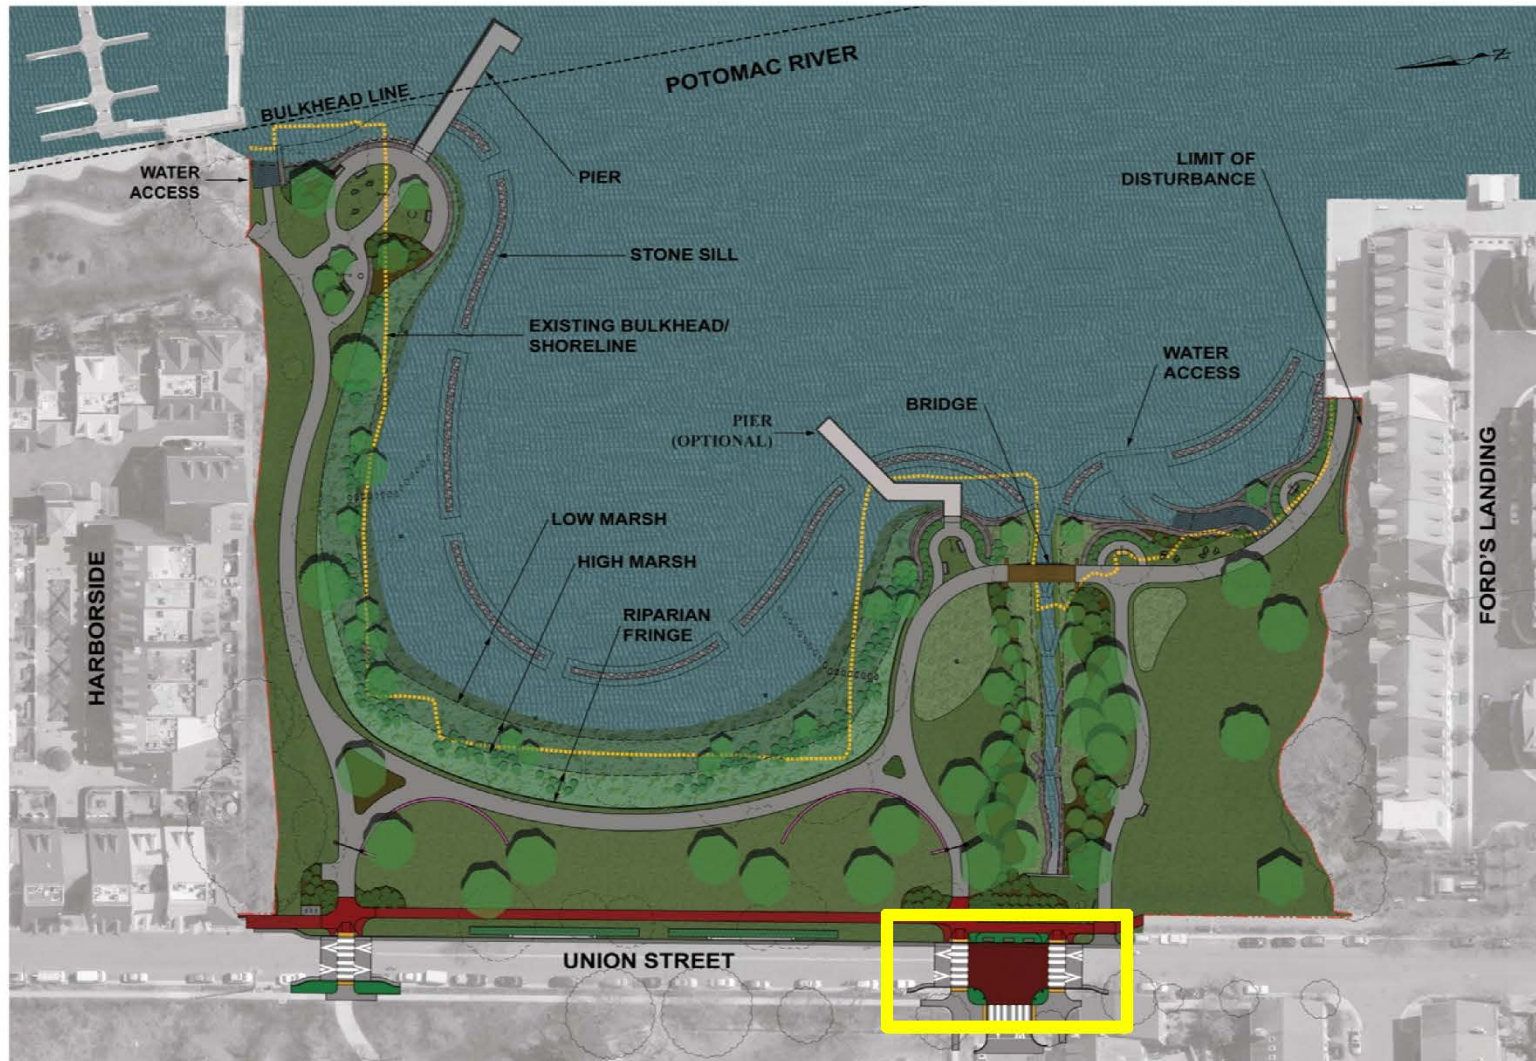 POTOMAC RIVER
N
BULKHEAD LINE
WATER
ACCESS
PIER
LIMIT OF
DISTURBANCE
STONE SILL
EXISTING BULKHEAD/
SHORELINE
WATER
ACCESS
BRIDGE
PIER
(OPTIONAL)
LOW MARSH
HIGH MARSH
RIPARIAN
FRINGE
HARBORSIDE
FORD'S LANDING
UNION STREET